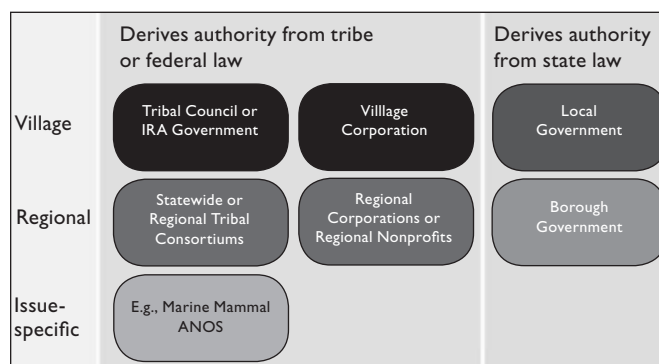 Derives authority from tribe
or federal law
Derives authority
from state law
Village
Tribal Council or
IRA Government
Villlage
Corporation
Local
Government
Regional
Statewide or
Regional Tribal
Consortiums
Regional
Corporations or
Regional Nonprofits
Borough
Government
Issue-
specific
E.g., Marine Mammal
ANOS